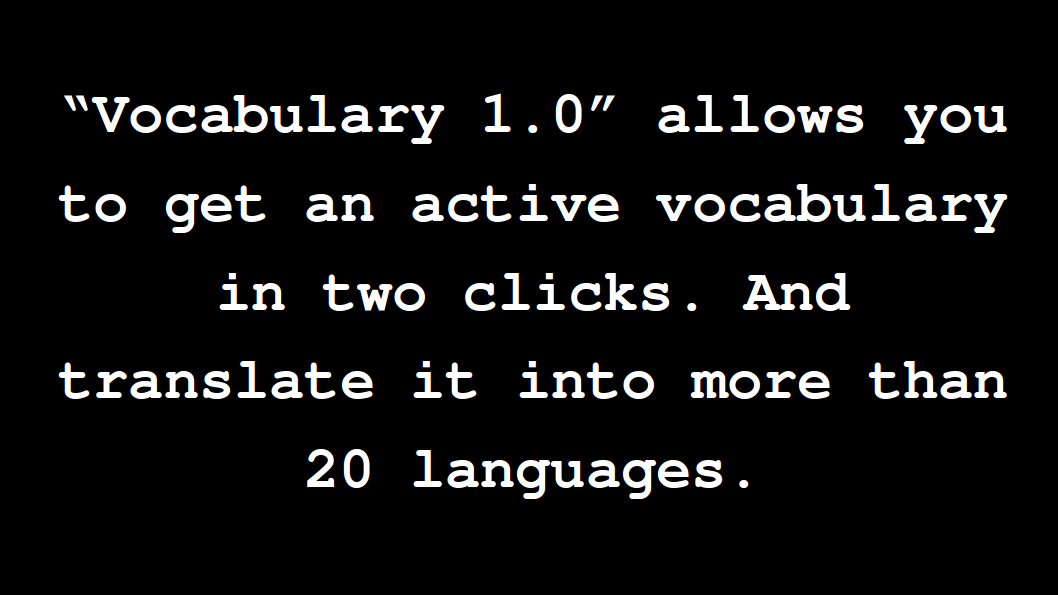 “Vocabulary 1.0” allows you
to get an active vocabulary
in two clicks. And
translate it into more than
20 languages.